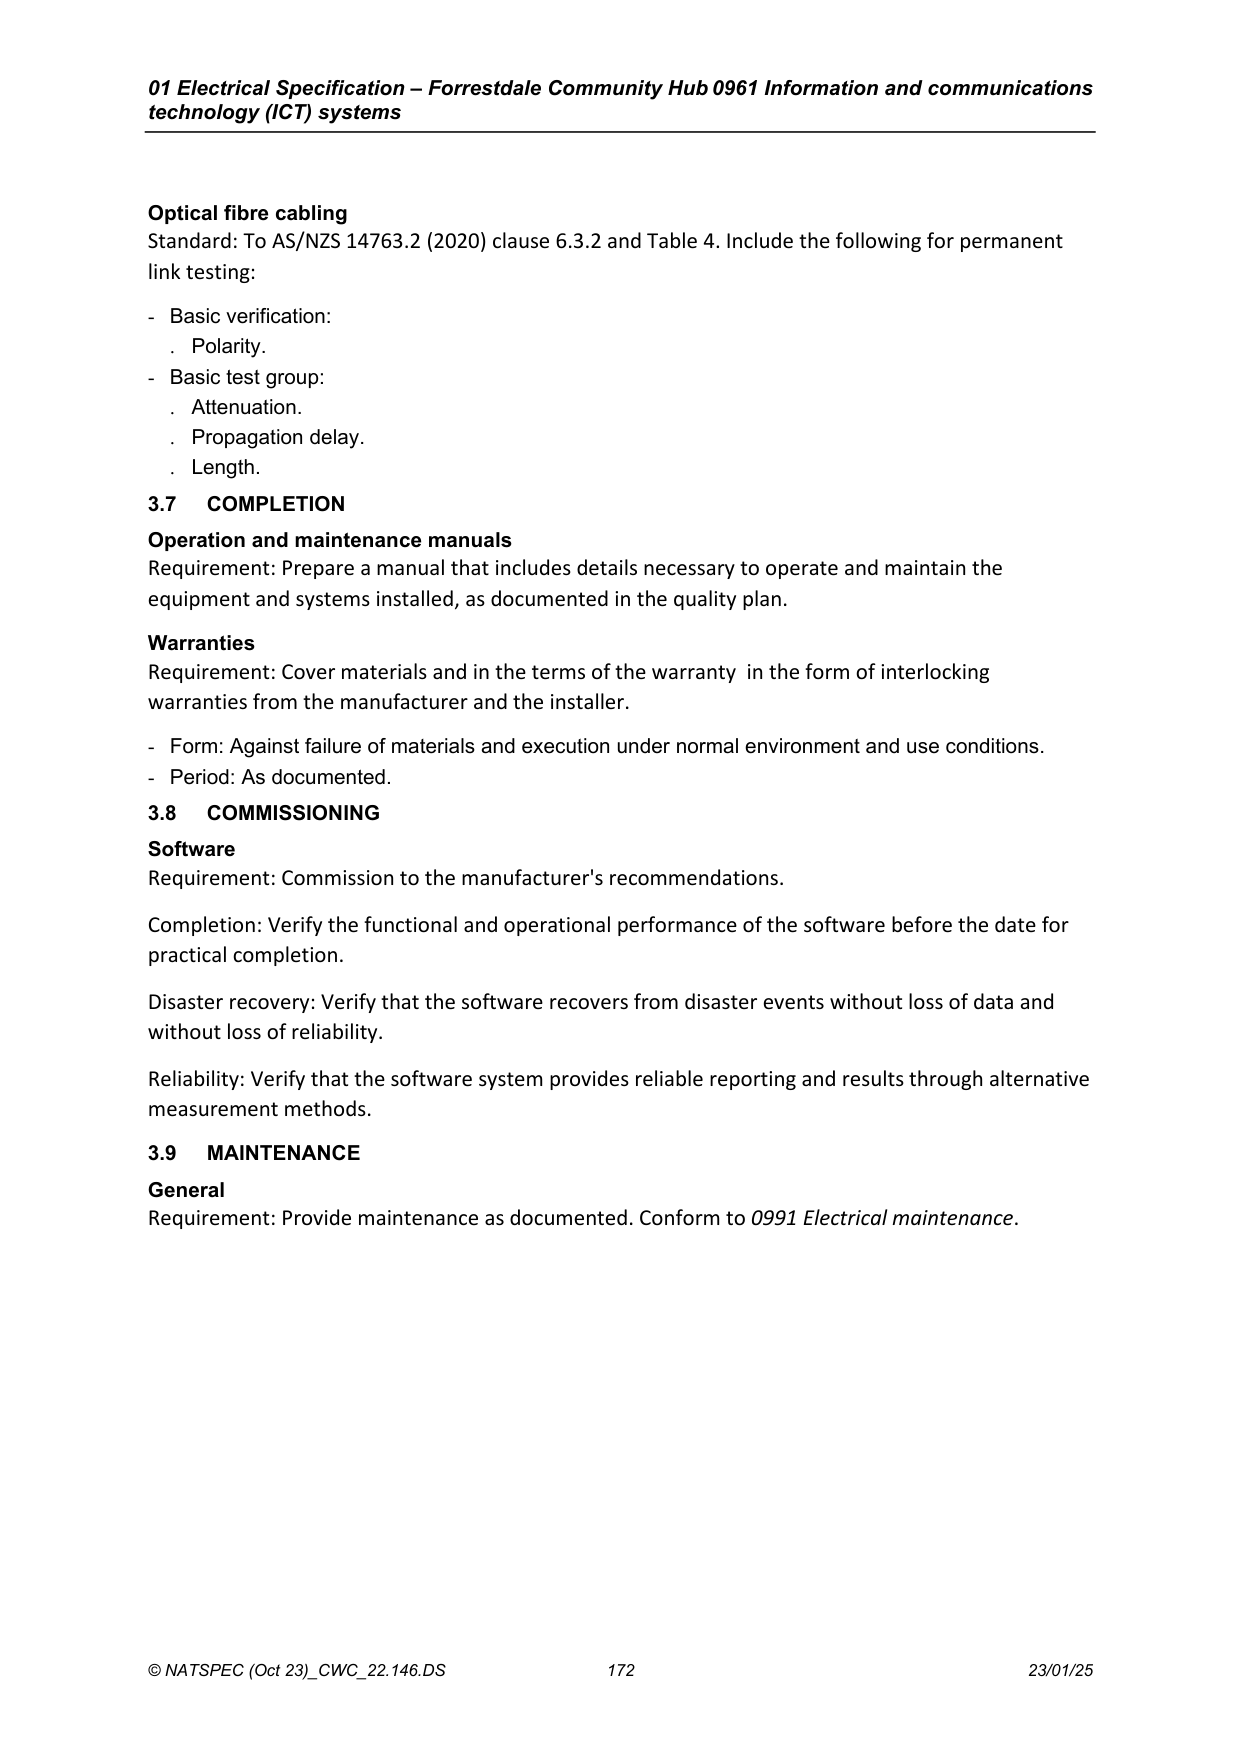 01 Electrical Specification – Forrestdale Community Hub 0961 Information and communications
technology (ICT) systems
Optical fibre cabling
Standard: To AS/NZS 14763.2 (2020) clause 6.3.2 and Table 4. Include the following for permanent
link testing:
- Basic verification:
. Polarity.
- Basic test group:
. Attenuation.
. Propagation delay.
. Length.
3.7 COMPLETION
Operation and maintenance manuals
Requirement: Prepare a manual that includes details necessary to operate and maintain the
equipment and systems installed, as documented in the quality plan.
Warranties
Requirement: Cover materials and in the terms of the warranty  in the form of interlocking
warranties from the manufacturer and the installer.
- Form: Against failure of materials and execution under normal environment and use conditions.
- Period: As documented.
3.8 COMMISSIONING
Software
Requirement: Commission to the manufacturer's recommendations.
Completion: Verify the functional and operational performance of the software before the date for
practical completion.
Disaster recovery: Verify that the software recovers from disaster events without loss of data and
without loss of reliability.
Reliability: Verify that the software system provides reliable reporting and results through alternative
measurement methods.
3.9 MAINTENANCE
General
Requirement: Provide maintenance as documented. Conform to 0991 Electrical maintenance.
© NATSPEC (Oct 23)_CWC_22.146.DS 172 23/01/25